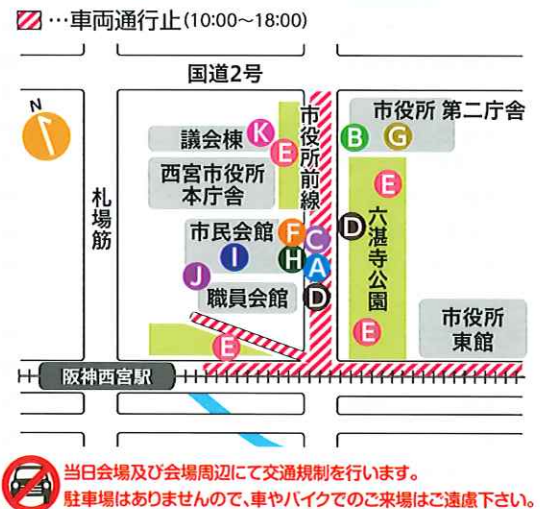 …車両通行止(10:00~18:00)
国道2号
N
市役所 第二庁舎
議会棟
K
E
市役所前線
B
G
西宮市役所
本庁舎
E
札場筋
市民会館
F
C
D
六湛寺公園
I
H
A
J
職員会館
D
市役所
東館
E
E
阪神西宮駅
当日会場及び会場周辺にて交通規制を行います。
駐車場はありませんので、車やバイクでのご来場はご遠慮下さい。